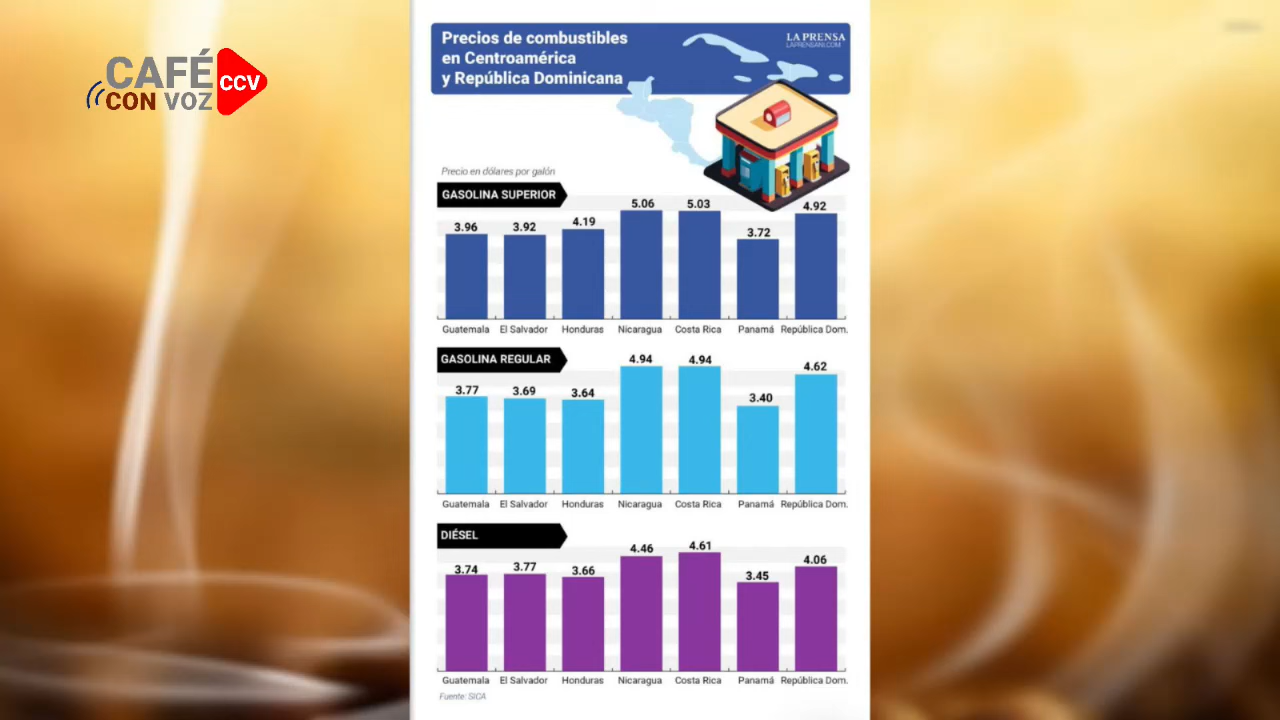 CAFÉ
CON VOZ
CCV
Precios de combustibles
en Centroamérica
y República Dominicana
LA PRENSA
LAPRENSANI.COM
Precio en dólares por galón
GASOLINA SUPERIOR
3.96 3.92 4.19 5.06 5.03 3.72 4.92
Guatemala El Salvador Honduras Nicaragua Costa Rica Panamá República Dom.
GASOLINA REGULAR
3.77 3.69 3.64 4.94 4.94 3.40 4.62
Guatemala El Salvador Honduras Nicaragua Costa Rica Panamá República Dom.
DIÉSEL
3.74 3.77 3.66 4.46 4.61 3.45 4.06
Guatemala El Salvador Honduras Nicaragua Costa Rica Panamá República Dom.
Fuente: SICA